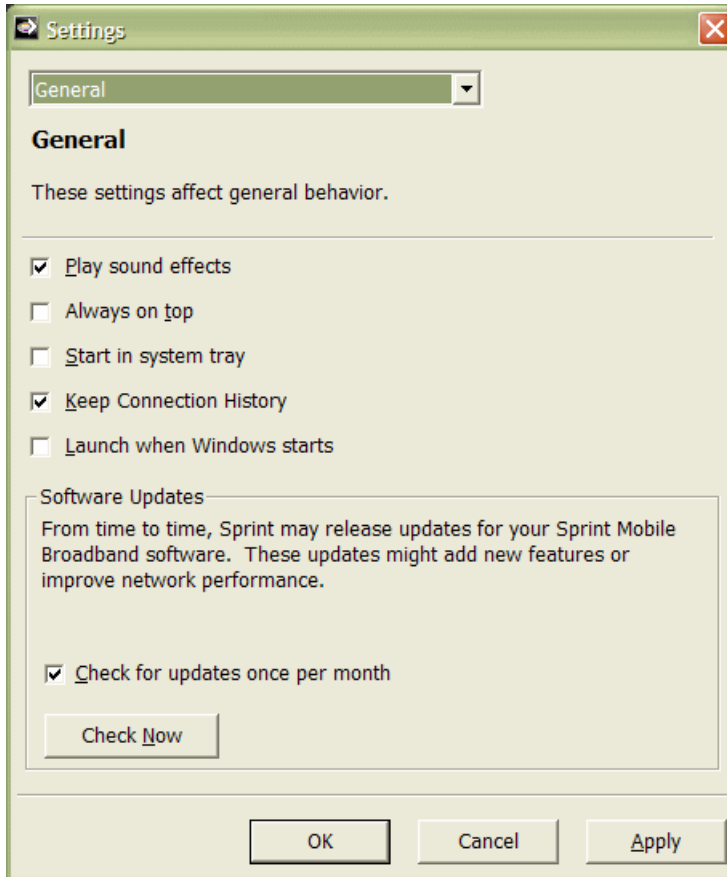 Settings
General
General
These settings affect general behavior.
Play sound effects
Always on top
Start in system tray
Keep Connection History
Launch when Windows starts
Software Updates
From time to time, Sprint may release updates for your Sprint Mobile
Broadband software.  These updates might add new features or
improve network performance.
Check for updates once per month
Check Now
OK
Cancel
Apply